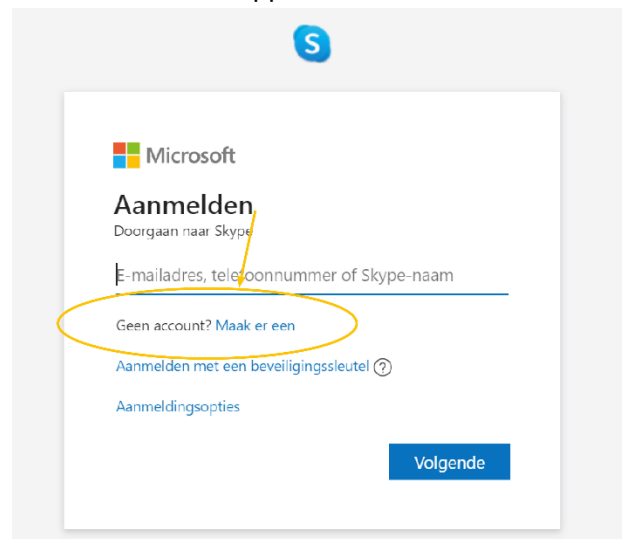 Microsoft
Aanmelden
Doorgaan naar Skype
E-mailadres, telefoonnummer of Skype-naam
Geen account? Maak er een
Aanmelden met een beveiligingssleutel ?
Aanmeldingsopties
Volgende